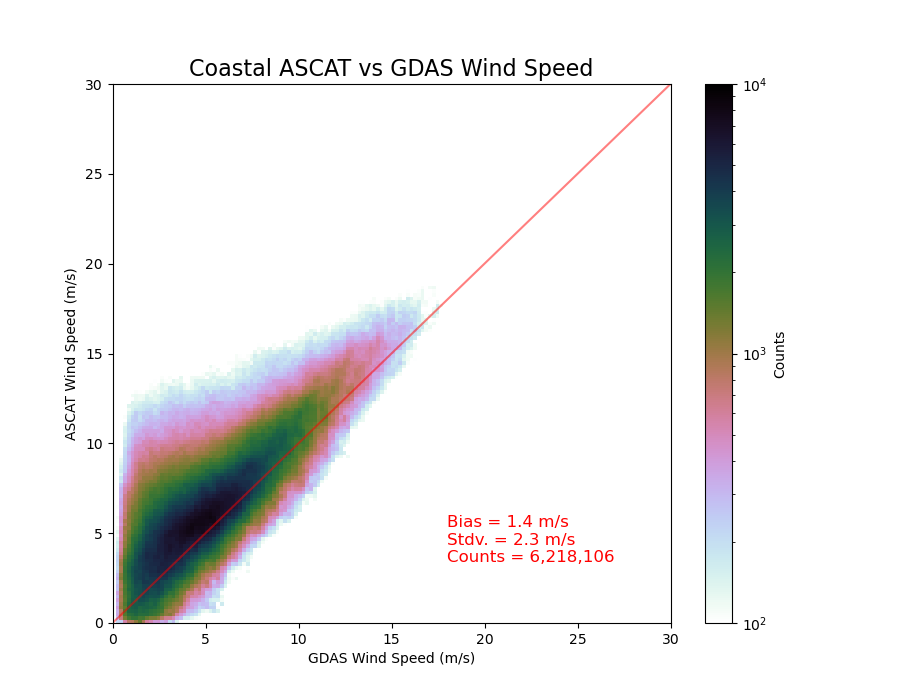 Coastal ASCAT vs GDAS Wind Speed
30
25
20
15
10
5
0
ASCAT Wind Speed (m/s)
0 5 10 15 20 25 30
GDAS Wind Speed (m/s)
Bias = 1.4 m/s
Stdv. = 2.3 m/s
Counts = 6,218,106
10^4
10^3
10^2
Counts